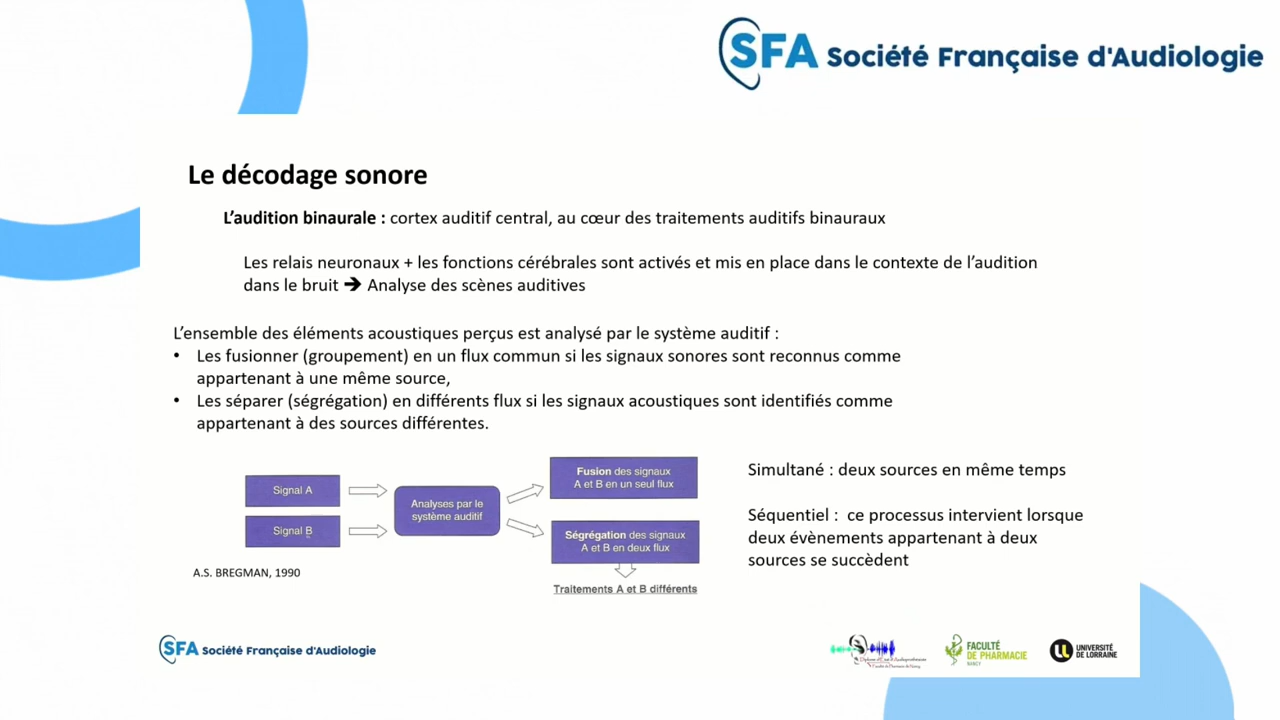 SFA Société Française d'Audiologie
Le décodage sonore
L'audition binaurale : cortex auditif central, au cœur des traitements auditifs binauraux
Les relais neuronaux + les fonctions cérébrales sont activés et mis en place dans le contexte de l'audition
dans le bruit ➔ Analyse des scènes auditives
L'ensemble des éléments acoustiques perçus est analysé par le système auditif :
• Les fusionner (groupement) en un flux commun si les signaux sonores sont reconnus comme
appartenant à une même source,
• Les séparer (ségrégation) en différents flux si les signaux acoustiques sont identifiés comme
appartenant à des sources différentes.
Signal A
Signal B
Analyses par le
système auditif
Fusion des signaux
A et B en un seul flux
Ségrégation des signaux
A et B en deux flux
Traitements A et B différents
A.S. BREGMAN, 1990
Simultané : deux sources en même temps
Séquentiel : ce processus intervient lorsque
deux évènements appartenant à deux
sources se succèdent
SFA Société Française d'Audiologie
FACULTÉ
DE PHARMACIE
NANCY
UNIVERSITÉ
DE LORRAINE